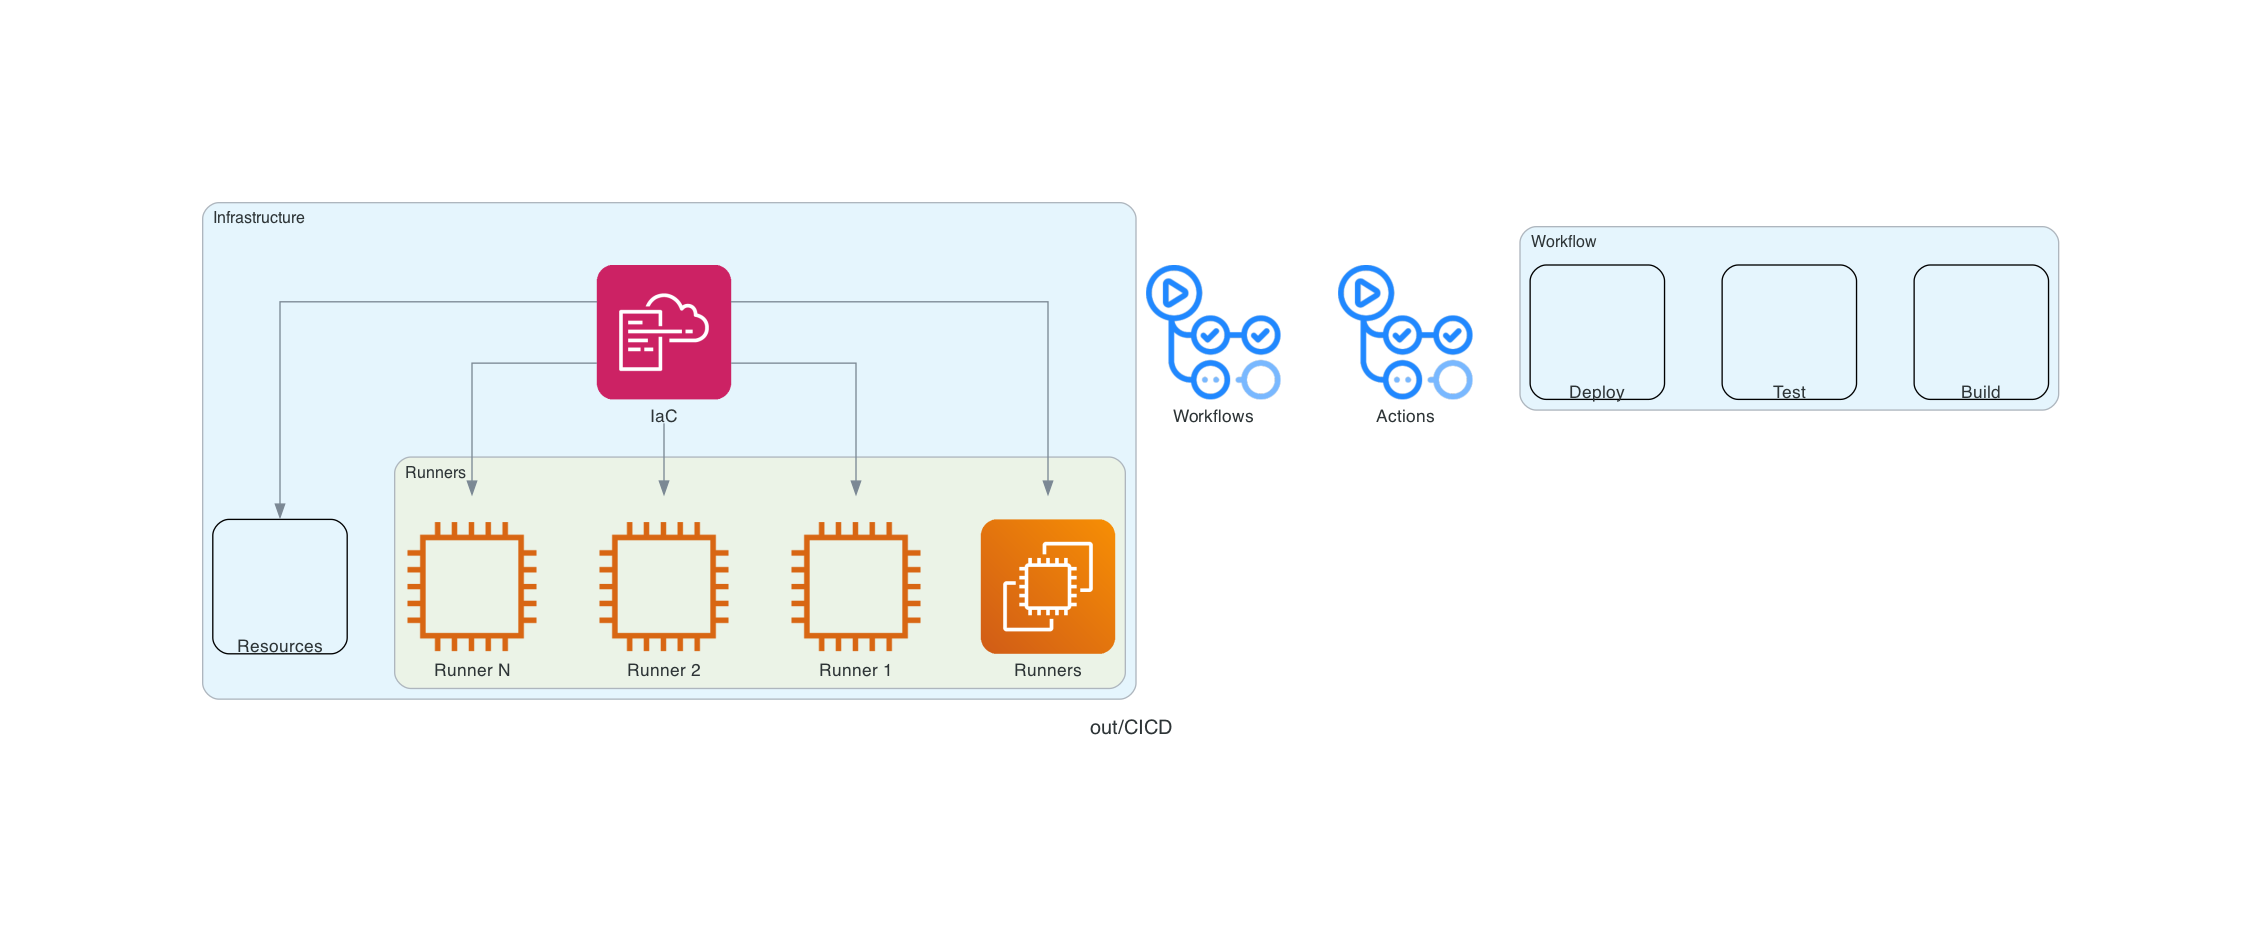 Infrastructure
IaC
Runners
Resources
Runner N
Runner 2
Runner 1
Runners
Workflows
Actions
Workflow
Deploy
Test
Build
out/CICD